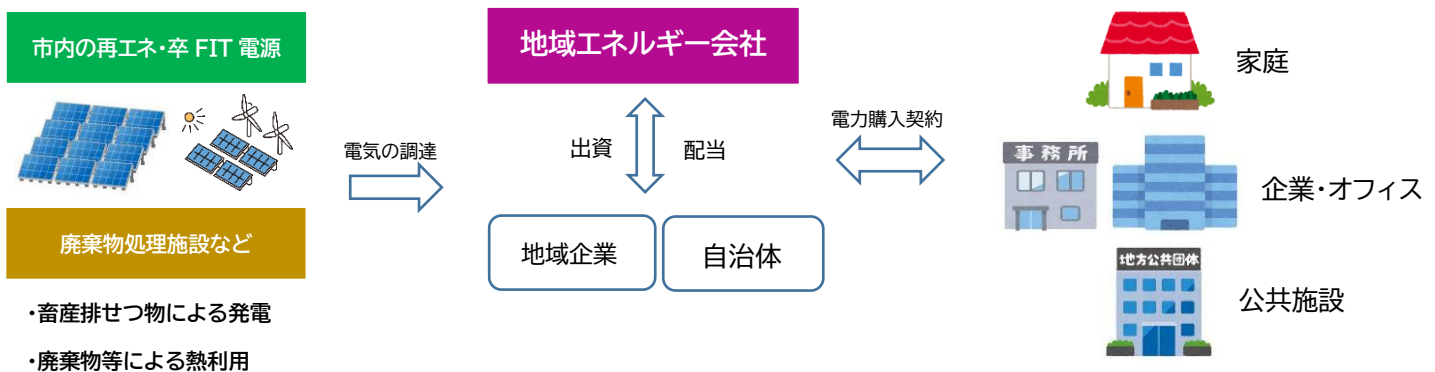 市内の再エネ・卒 FIT 電源
廃棄物処理施設など
・畜産排せつ物による発電
・廃棄物等による熱利用
電気の調達
地域エネルギー会社
出資
配当
地域企業
自治体
電力購入契約
家庭
事務所
企業・オフィス
地方公共団体
公共施設